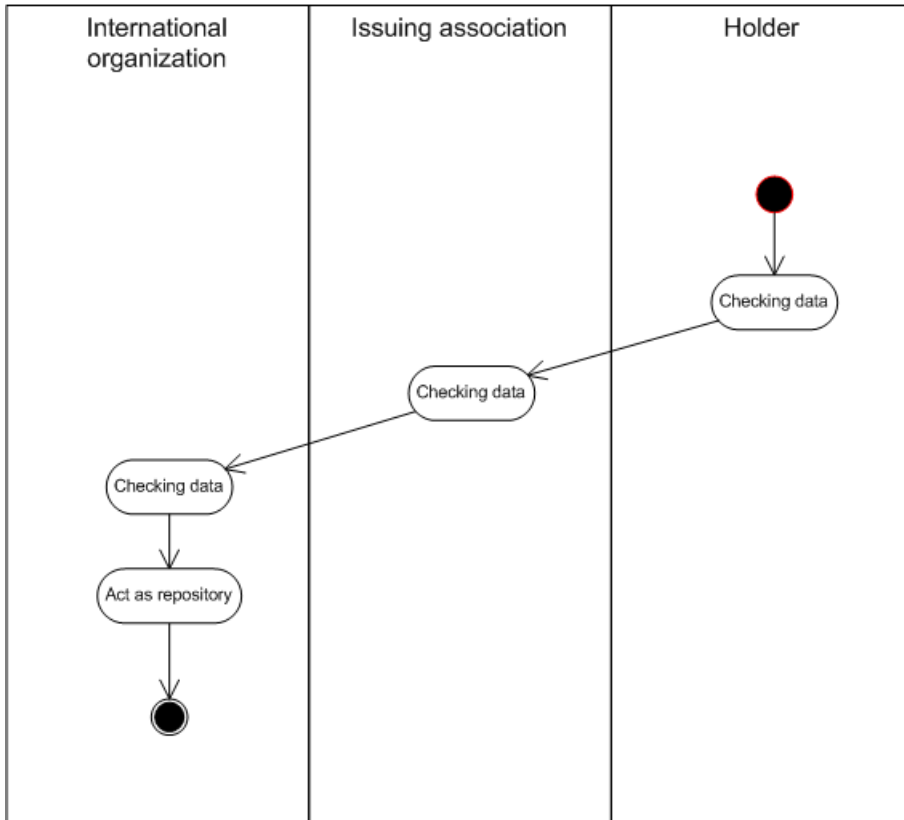 International
organization
Issuing association
Holder
Checking data
Checking data
Checking data
Act as repository